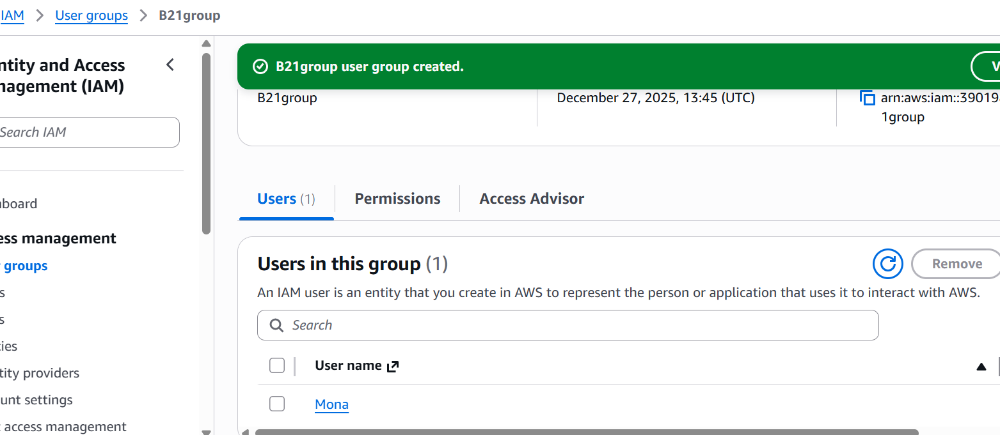 IAM > User groups > B21group
ntity and Access
nagement (IAM)
Search IAM
board
ess management
groups
s
s
ies
tity providers
unt settings
access management
B21group user group created.
V
B21group
December 27, 2025, 13:45 (UTC)
arn:aws:iam::39019
1group
Users (1)
Permissions
Access Advisor
Users in this group (1)
Remove
An IAM user is an entity that you create in AWS to represent the person or application that uses it to interact with AWS.
Search
User name
Mona